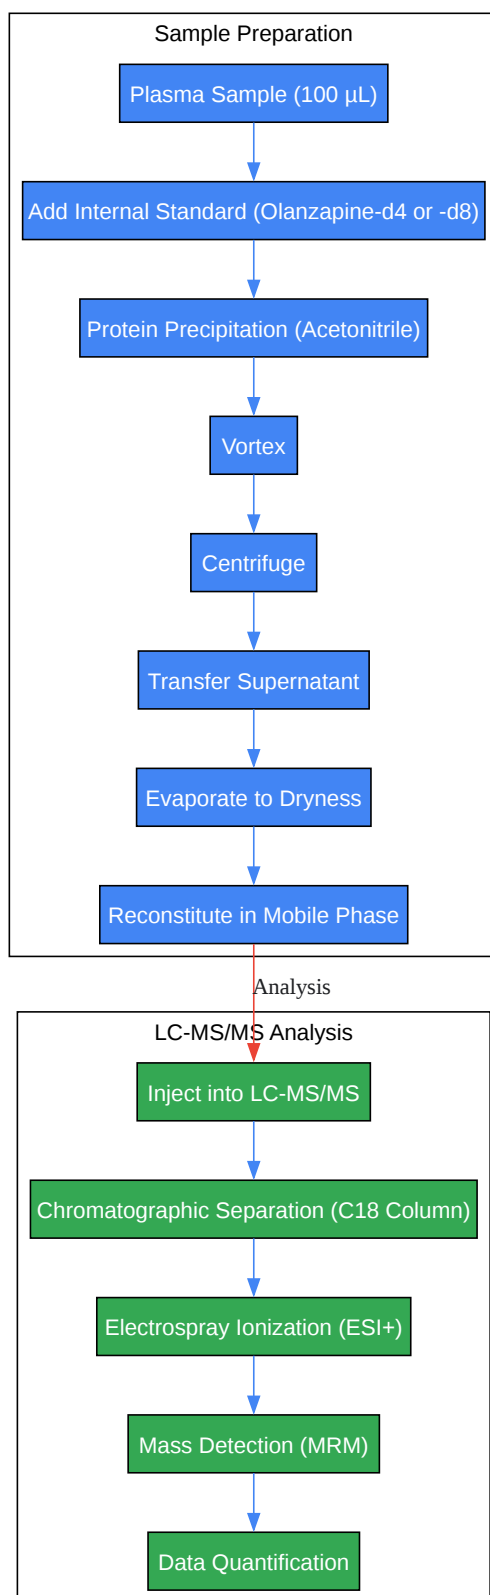 Sample Preparation
Plasma Sample (100 µL)
Add Internal Standard (Olanzapine-d4 or -d8)
Protein Precipitation (Acetonitrile)
Vortex
Centrifuge
Transfer Supernatant
Evaporate to Dryness
Reconstitute in Mobile Phase
Analysis
LC-MS/MS Analysis
Inject into LC-MS/MS
Chromatographic Separation (C18 Column)
Electrospray Ionization (ESI+)
Mass Detection (MRM)
Data Quantification